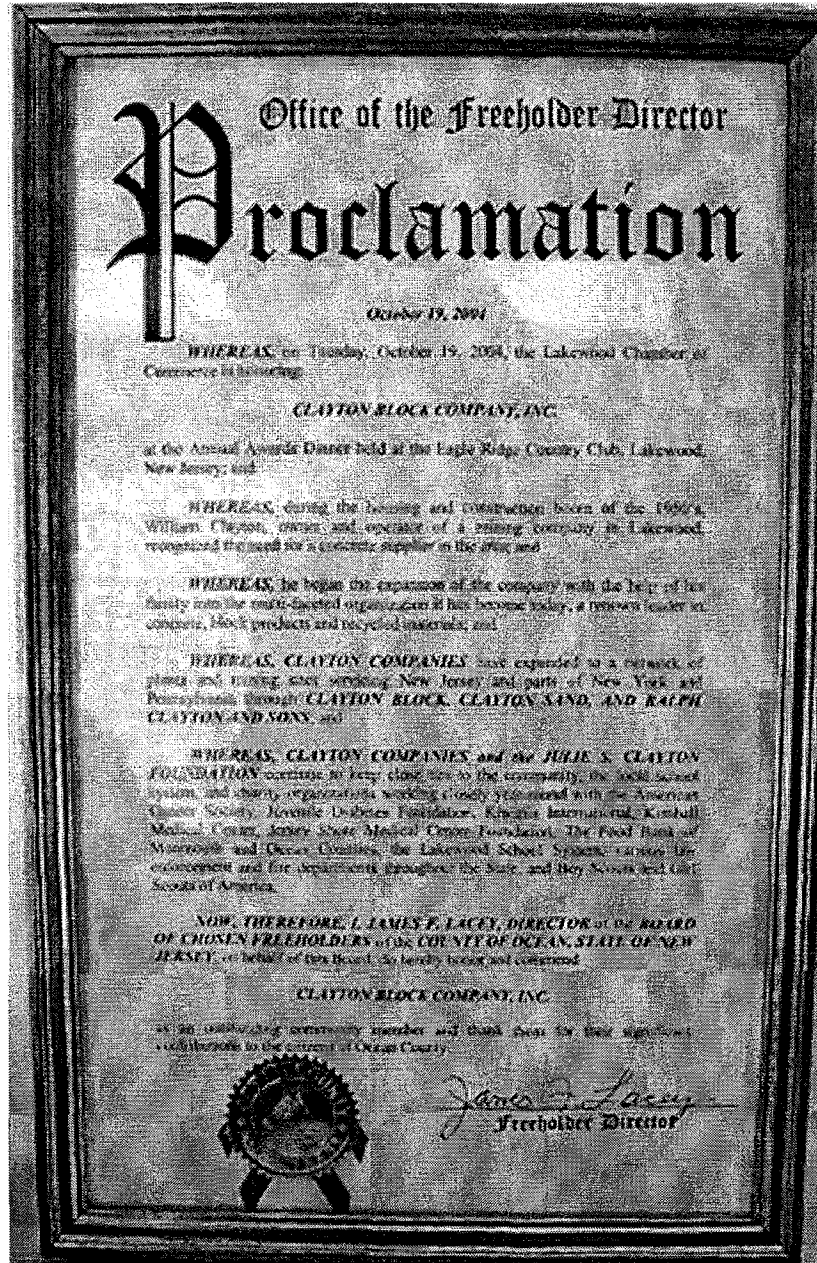 Office of the Freeholder Director
Proclamation
October 19, 2004
WHEREAS, on Tuesday, October 19, 2004, the Lakewood Chamber of
Commerce is honoring:
CLAYTON BLOCK COMPANY, INC.
at the Annual Awards Dinner held at the Eagle Ridge Country Club, Lakewood,
New Jersey; and
WHEREAS, during the housing and construction boom of the 1950's,
William Clayton, owner and operator of a mining company in Lakewood
recognized the need for a concrete supplier in the area; and
WHEREAS, he began the expansion of the company with the help of his
family into the multi-faceted organization it has become today, a renown leader in
concrete, block products and recycled materials; and
WHEREAS, CLAYTON COMPANIES have expanded to a network of
plants and mining sites servicing New Jersey and parts of New York and
Pennsylvania through CLAYTON BLOCK, CLAYTON SAND, AND RALPH
CLAYTON AND SONS; and
WHEREAS, CLAYTON COMPANIES and the JULIE S. CLAYTON
FOUNDATION continue to keep close ties to the community, the local school
system, and charity organizations working closely year-round with the American
Society, Juvenile Diabetes Foundation, Kiwanis International, Kimball
Medical Center, Jersey Shore Medical Center Foundation, The Food Bank of
Monmouth and Ocean Counties, the Lakewood School System, various law
enforcement and fire departments throughout the State, and Boy Scouts and Girl
Scouts of America.
NOW, THEREFORE, I, JAMES F. LACEY, DIRECTOR of the BOARD
OF CHOSEN FREEHOLDERS of the COUNTY OF OCEAN, STATE OF NEW
JERSEY, on behalf of this Board, do hereby honor and commend
CLAYTON BLOCK COMPANY, INC.
as an outstanding community member and thank them for their significant
contributions to the citizens of Ocean County.
James F. Lacey
Freeholder Director